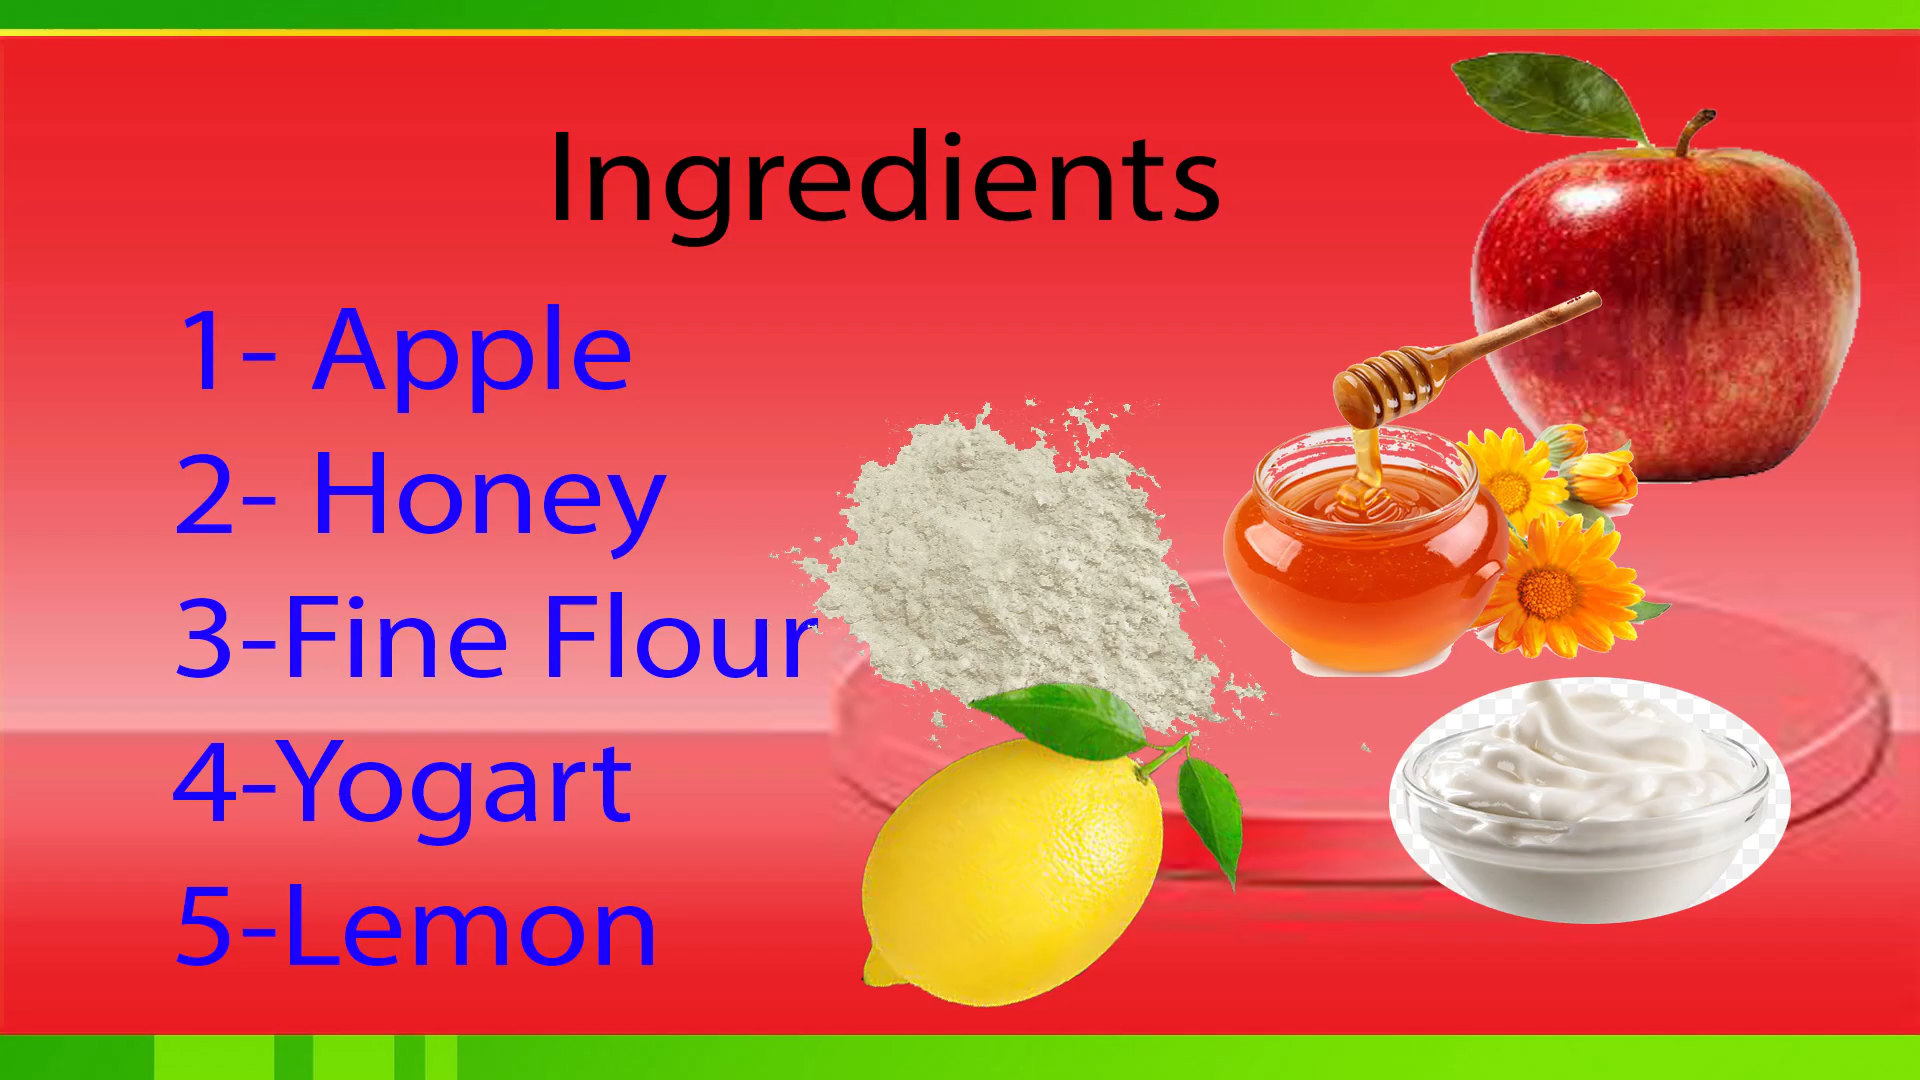 Ingredients
1- Apple
2- Honey
3-Fine Flour
4-Yogart
5-Lemon